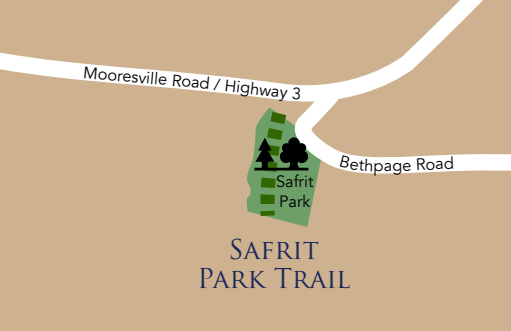 Mooresville Road / Highway 3
Bethpage Road
Safrit
Park
Safrit
Park Trail